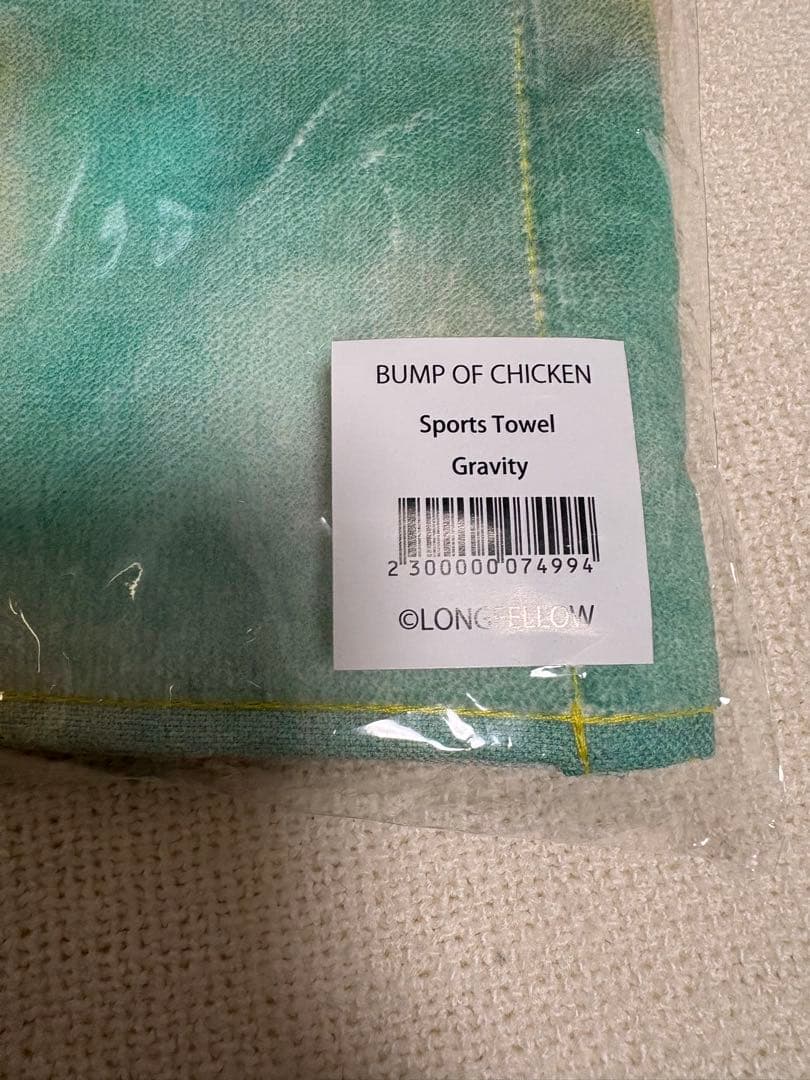 BUMP OF CHICKEN
Sports Towel
Gravity
2 300000 074994
©LONGFELLOW